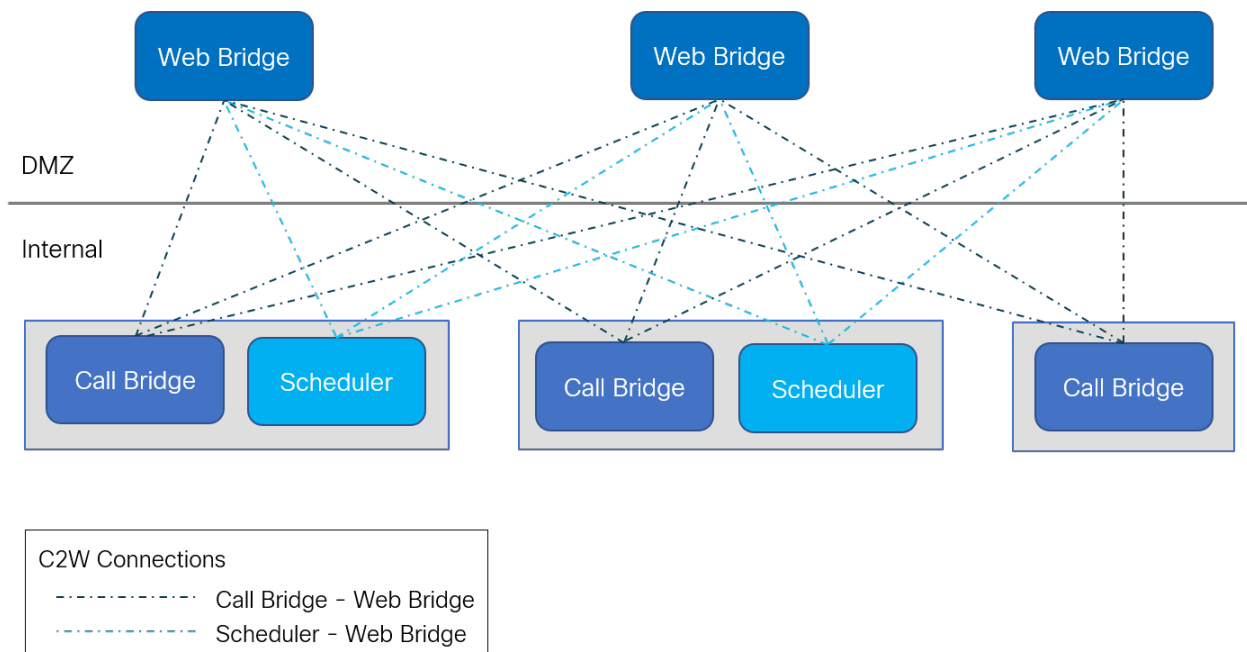 Web Bridge
Web Bridge
Web Bridge
DMZ
Internal
Call Bridge
Scheduler
Call Bridge
Scheduler
Call Bridge
C2W Connections
Call Bridge - Web Bridge
Scheduler - Web Bridge